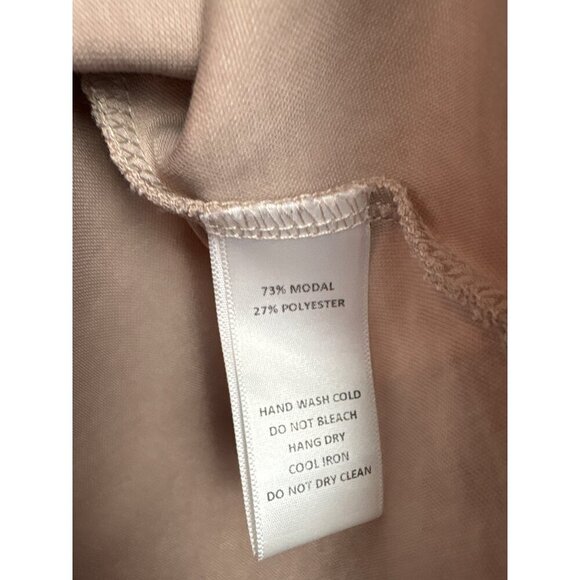 73% MODAL
27% POLYESTER
HAND WASH COLD
DO NOT BLEACH
HANG DRY
COOL IRON
DO NOT DRY CLEAN